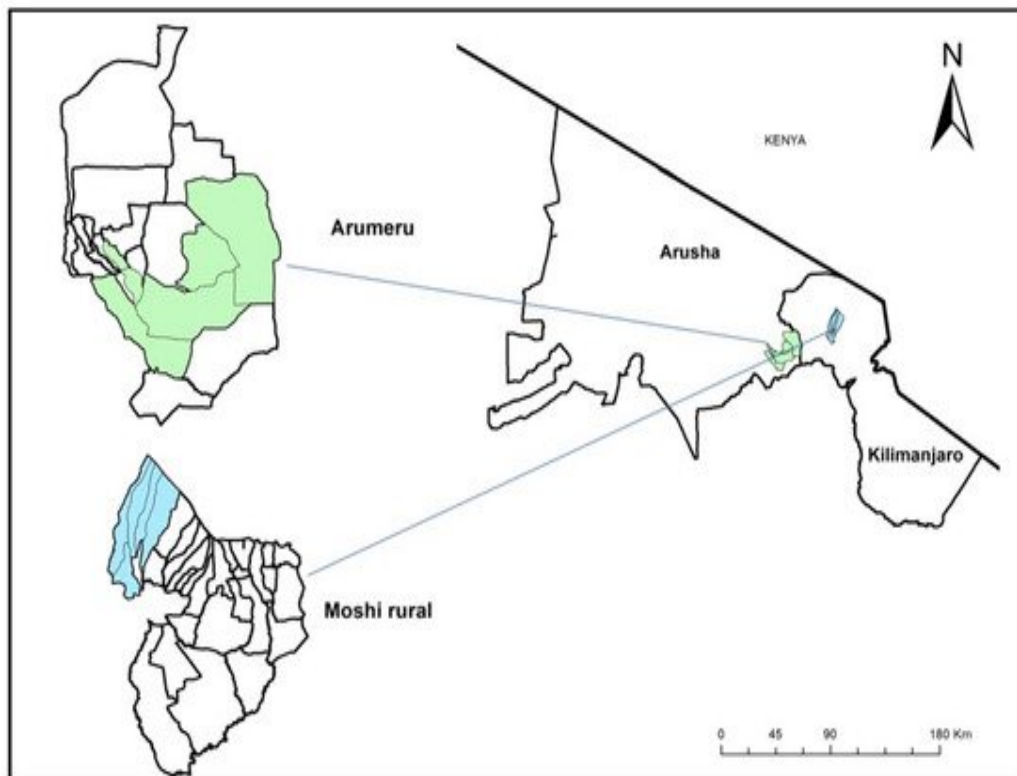 N
KENYA
Arumeru
Arusha
Kilimanjaro
Moshi rural
0 45 90 180 Km